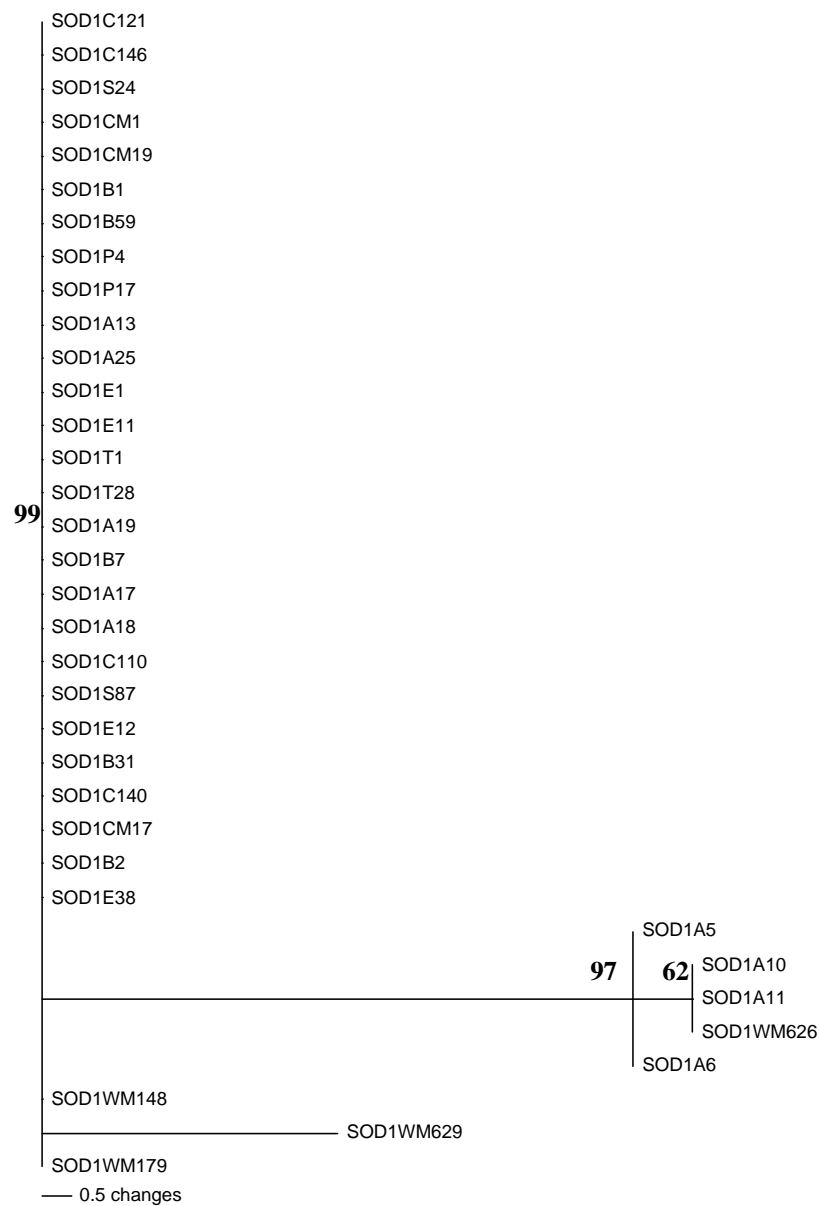 SOD1C121
SOD1C146
SOD1S24
SOD1CM1
SOD1CM19
SOD1B1
SOD1B59
SOD1P4
SOD1P17
SOD1A13
SOD1A25
SOD1E1
SOD1E11
SOD1T1
SOD1T28
99
SOD1A19
SOD1B7
SOD1A17
SOD1A18
SOD1C110
SOD1S87
SOD1E12
SOD1B31
SOD1C140
SOD1CM17
SOD1B2
SOD1E38
SOD1A5
97 62 SOD1A10
SOD1A11
SOD1WM626
SOD1A6
SOD1WM148
SOD1WM629
SOD1WM179
0.5 changes